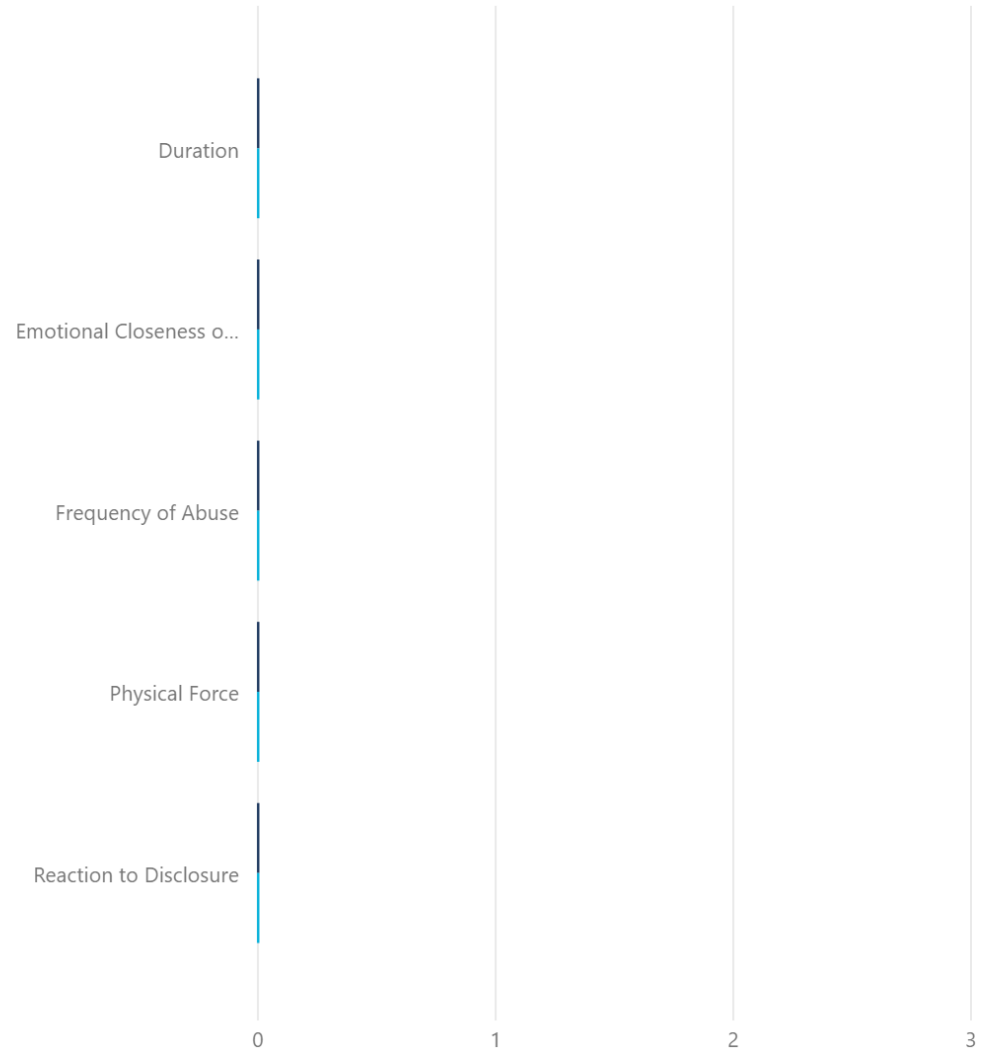 Duration
Emotional Closeness o...
Frequency of Abuse
Physical Force
Reaction to Disclosure
0 1 2 3